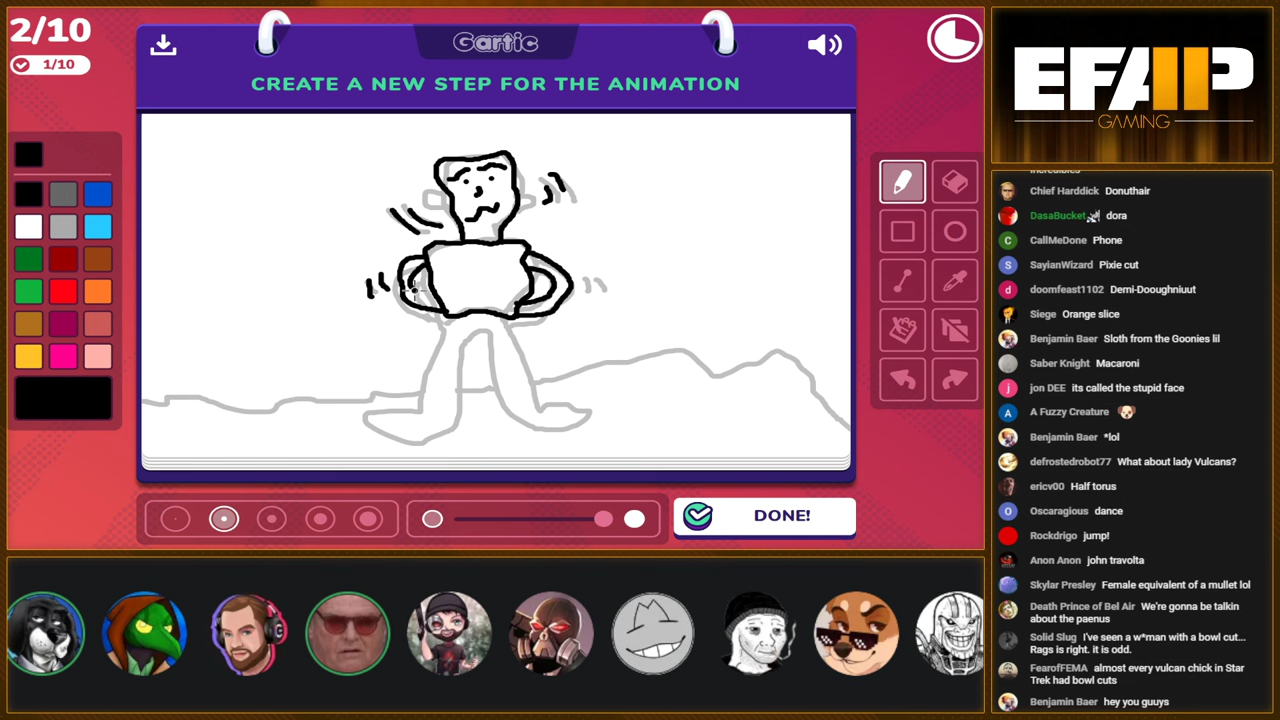 2/10
1/10
Gartic
CREATE A NEW STEP FOR THE ANIMATION
DONE!
EFAP
GAMING
Chief Harddick Donuthair
DasaBucket dora
C CallMeDone Phone
SayianWizard Pixie cut
d doomfeast1102 Demi-Dooughniuut
Siege Orange slice
Benjamin Baer Sloth from the Goonies lil
Saber Knight Macaroni
j jon DEE its called the stupid face
A A Fuzzy Creature
Benjamin Baer *lol
defrostedrobot77 What about lady Vulcans?
ericv00 Half torus
O Oscaragious dance
Rockdrigo jump!
Anon Anon john travolta
Skylar Presley Female equivalent of a mullet lol
Death Prince of Bel Air We're gonna be talkin
about the paenus
Solid Slug I've seen a w*man with a bowl cut...
Rags is right. it is odd.
FearofFEMA almost every vulcan chick in Star
Trek had bowl cuts
Benjamin Baer hey you guuys